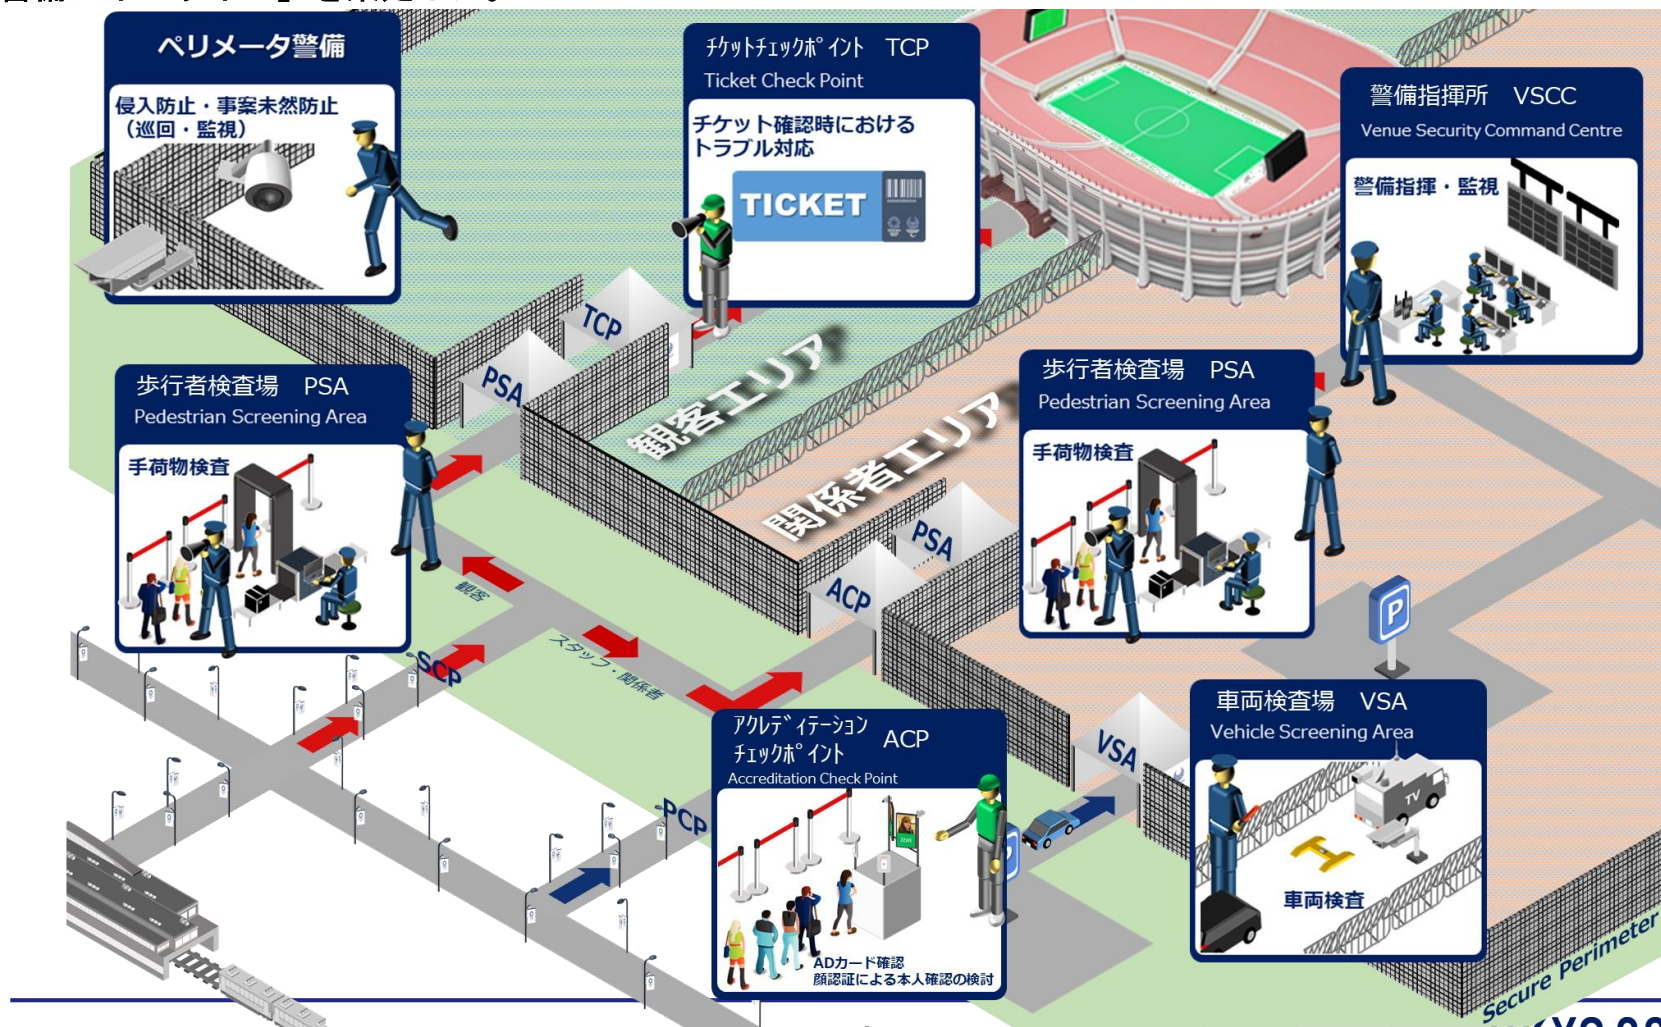 ペリメータ警備
侵入防止・事案未然防止
（巡回・監視）
ﾁｹｯﾄﾁｪｯｸﾎﾟｲﾝﾄ TCP
Ticket Check Point
チケット確認時における
トラブル対応
TICKET
警備指揮所 VSCC
Venue Security Command Centre
警備指揮・監視
TCP
PSA
観客エリア
関係者エリア
歩行者検査場 PSA
Pedestrian Screening Area
手荷物検査
歩行者検査場 PSA
Pedestrian Screening Area
手荷物検査
PSA
ACP
観客
スタッフ・関係者
SCP
P
ｱｸﾚﾃﾞｨﾃｰｼｮﾝ
ﾁｪｯｸﾎﾟｲﾝﾄ ACP
Accreditation Check Point
ADカード確認
顔認証による本人確認の検討
PCP
P
VSA
車両検査場 VSA
Vehicle Screening Area
TV
車両検査
Secure Perimeter